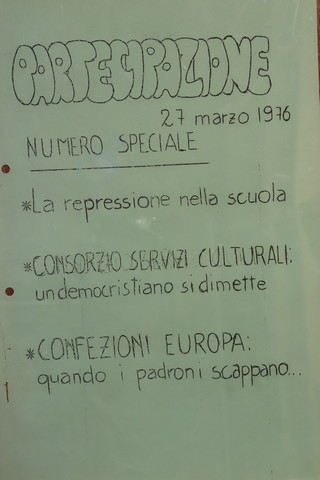 PARTECIPAZIONE
27 marzo 1976
NUMERO SPECIALE
*La repressione nella scuola
*CONSORZIO SERVIZI CULTURALI:
un democristiano si dimette
*CONFEZIONI EUROPA:
quando i padroni scappano...